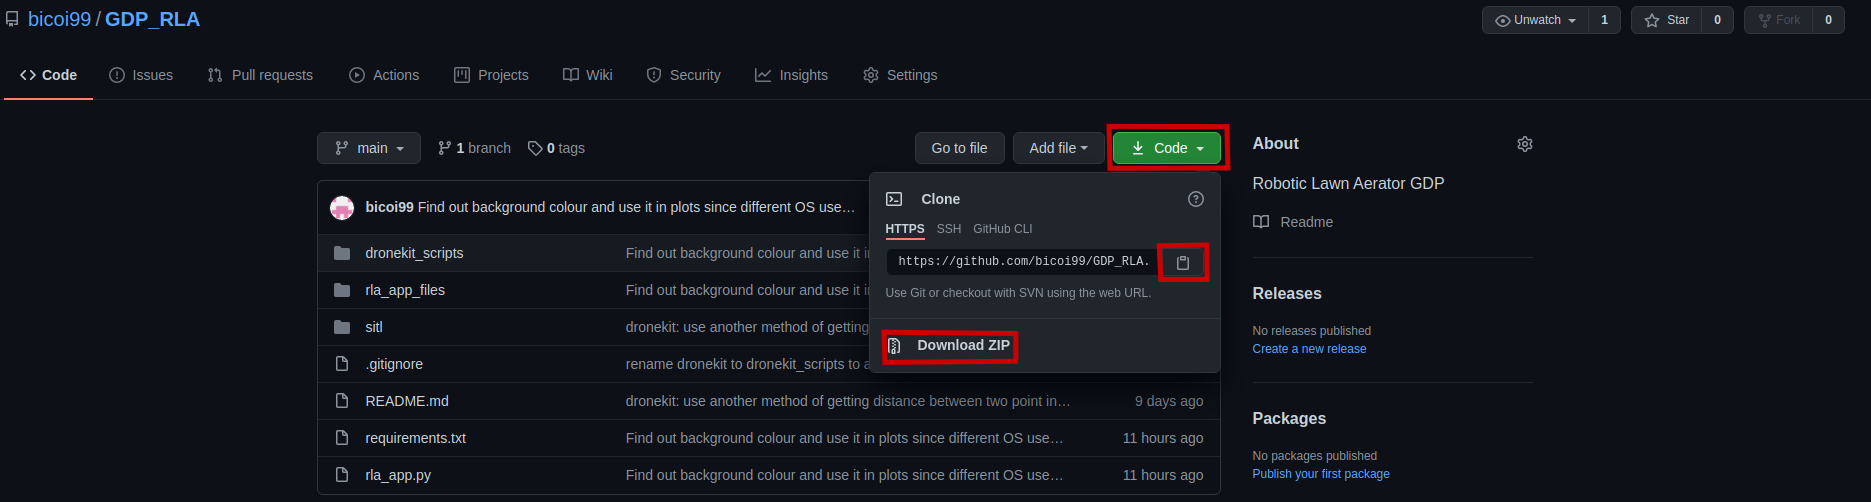 bicoi99 / GDP_RLA
Unwatch 1 Star 0 Fork 0
Code Issues Pull requests Actions Projects Wiki Security Insights Settings
main 1 branch 0 tags Go to file Add file Code
bicoi99 Find out background colour and use it in plots since different OS use…
dronekit_scripts Find out background colour and use it i
rla_app_files Find out background colour and use it i
sitl dronekit: use another method of getting
.gitignore rename dronekit to dronekit_scripts to a
README.md dronekit: use another method of getting distance between two point in… 9 days ago
requirements.txt Find out background colour and use it in plots since different OS use… 11 hours ago
rla_app.py Find out background colour and use it in plots since different OS use… 11 hours ago
Clone
HTTPS SSH GitHub CLI
https://github.com/bicoi99/GDP_RLA.
Use Git or checkout with SVN using the web URL.
Download ZIP
About
Robotic Lawn Aerator GDP
Readme
Releases
No releases published
Create a new release
Packages
No packages published
Publish your first package